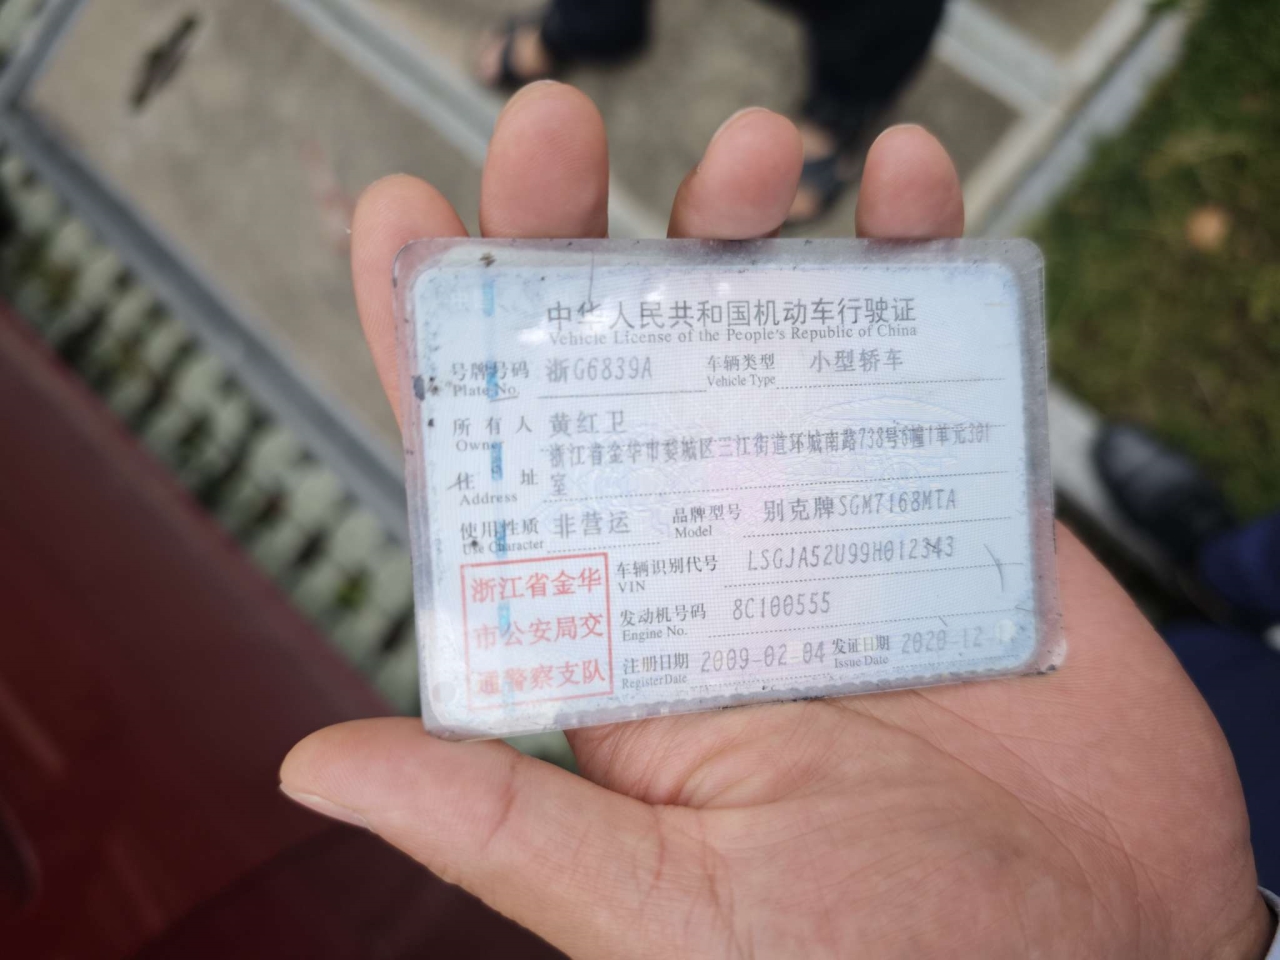 中华人民共和国机动车行驶证
Vehicle License of the People's Republic of China
号牌号码 浙G6839A 车辆类型 小型轿车
Plate No. Vehicle Type
所有人 黄红卫
Owner
浙江省金华市婺城区三江街道环城南路738号6幢1单元301
住址 室
Address
使用性质 非营运 品牌型号 别克牌SGM7168MTA
Use Character Model
浙江省金华
市公安局交
通警察支队
车辆识别代号 LSGJA52U99H012343
VIN
发动机号码 8C100555
Engine No.
注册日期 2009-02-04 发证日期 2020-12-
Register Date Issue Date